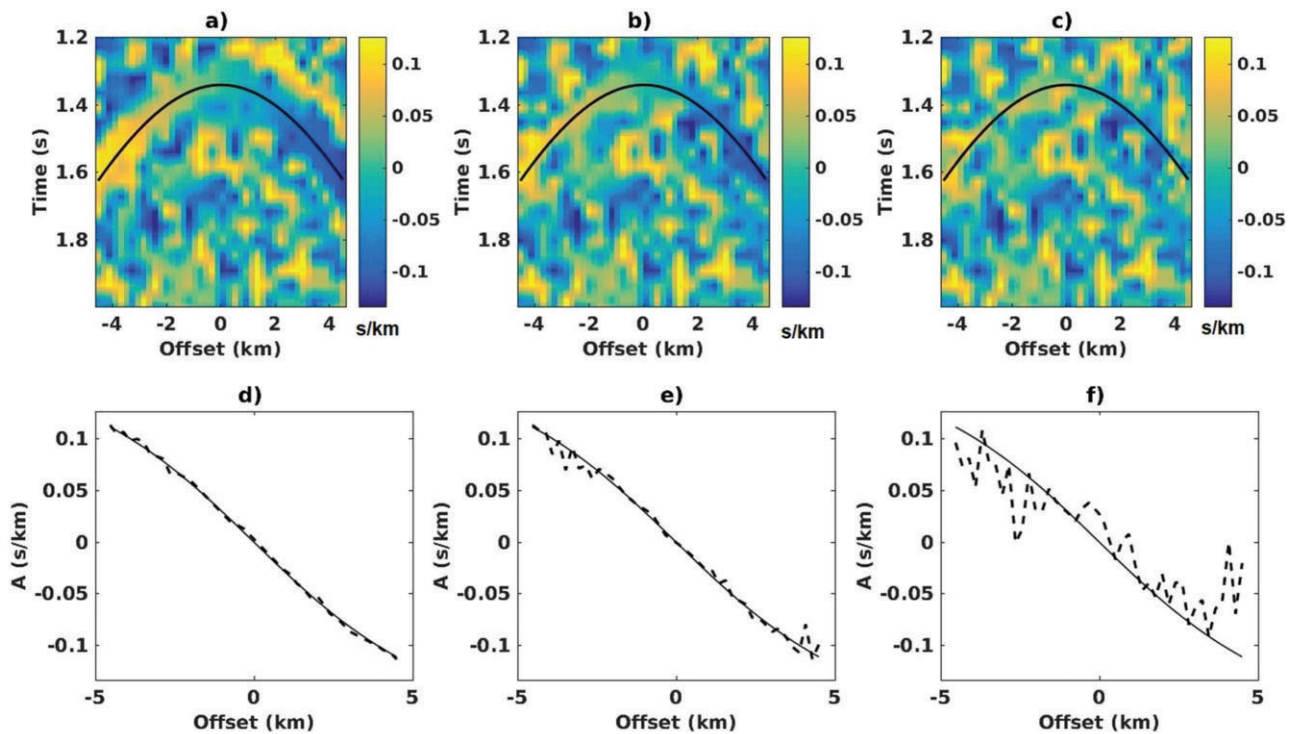 a)
1.2
1.4
1.6
1.8
Time (s)
-4 -2 0 2 4
Offset (km)
0.1
0.05
0
-0.05
-0.1
s/km
b)
1.2
1.4
1.6
1.8
Time (s)
-4 -2 0 2 4
Offset (km)
0.1
0.05
0
-0.05
-0.1
s/km
c)
1.2
1.4
1.6
1.8
Time (s)
-4 -2 0 2 4
Offset (km)
0.1
0.05
0
-0.05
-0.1
s/km
d)
0.1
0.05
0
-0.05
-0.1
A (s/km)
-5 0 5
Offset (km)
e)
0.1
0.05
0
-0.05
-0.1
A (s/km)
-5 0 5
Offset (km)
f)
0.1
0.05
0
-0.05
-0.1
A (s/km)
-5 0 5
Offset (km)